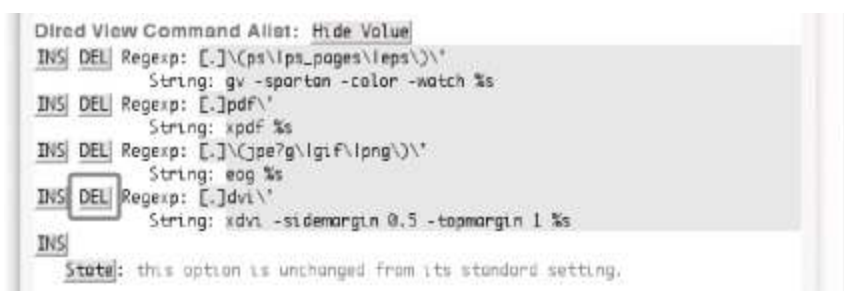 Dired View Command Alist: Hide Value
INS DEL Regexp: [.]\(ps\|ps_pages\|eps\)\'
String: gv -spartan -color -watch %s
INS DEL Regexp: [.]pdf\'
String: xpdf %s
INS DEL Regexp: [.]\(jpe?g\|gif\|png\)\'
String: eog %s
INS DEL Regexp: [.]dvi\'
String: xdvi -sidemargin 0.5 -topmargin 1 %s
INS
State: this option is unchanged from its standard setting.